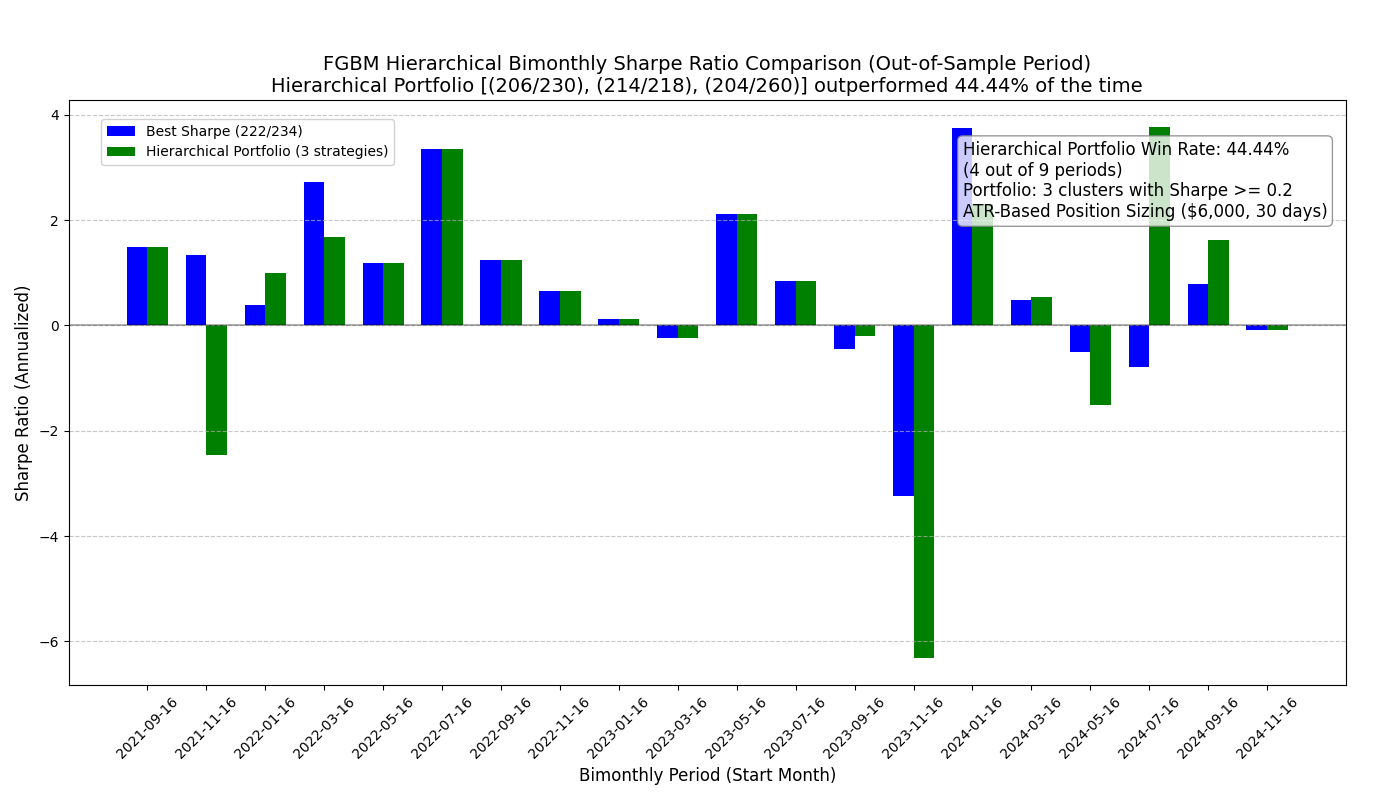 FGBM Hierarchical Bimonthly Sharpe Ratio Comparison (Out-of-Sample Period)
Hierarchical Portfolio [(206/230), (214/218), (204/260)] outperformed 44.44% of the time
Best Sharpe (222/234)
Hierarchical Portfolio (3 strategies)
Hierarchical Portfolio Win Rate: 44.44%
(4 out of 9 periods)
Portfolio: 3 clusters with Sharpe >= 0.2
ATR-Based Position Sizing ($6,000, 30 days)
Sharpe Ratio (Annualized)
4
2
0
−2
−4
−6
2021-09-16
2021-11-16
2022-01-16
2022-03-16
2022-05-16
2022-07-16
2022-09-16
2022-11-16
2023-01-16
2023-03-16
2023-05-16
2023-07-16
2023-09-16
2023-11-16
2024-01-16
2024-03-16
2024-05-16
2024-07-16
2024-09-16
2024-11-16
Bimonthly Period (Start Month)